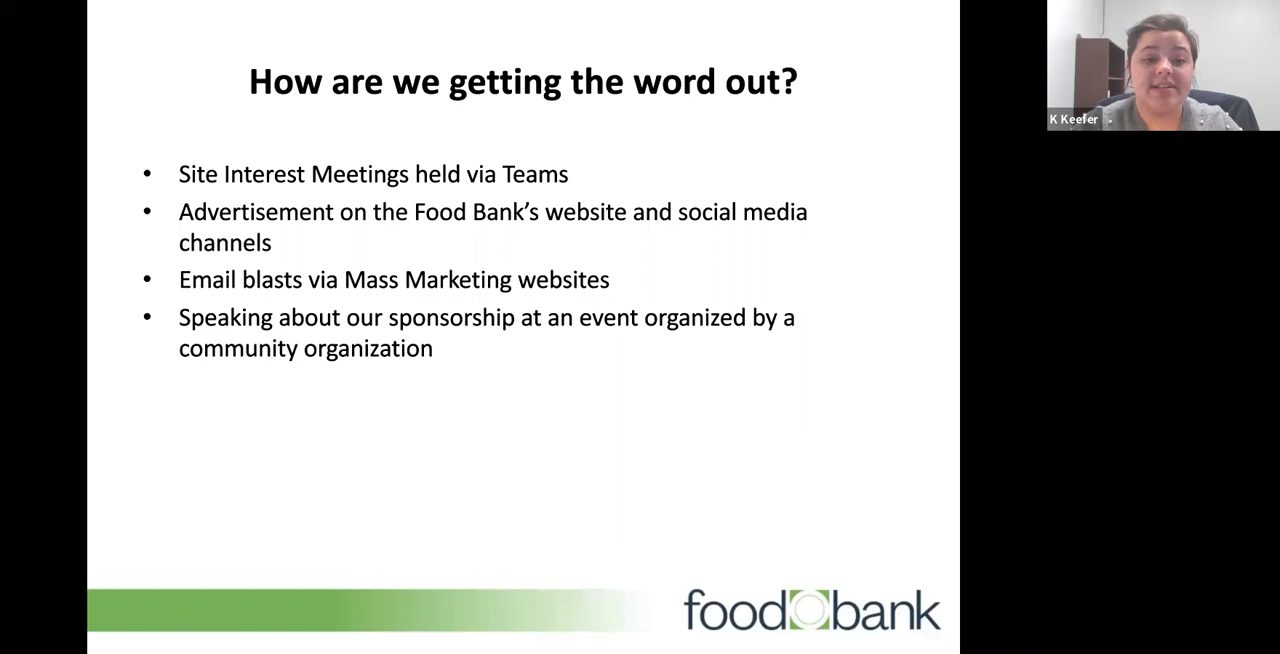 How are we getting the word out?
• Site Interest Meetings held via Teams
• Advertisement on the Food Bank’s website and social media
channels
• Email blasts via Mass Marketing websites
• Speaking about our sponsorship at an event organized by a
community organization
foodbank
K Keefer